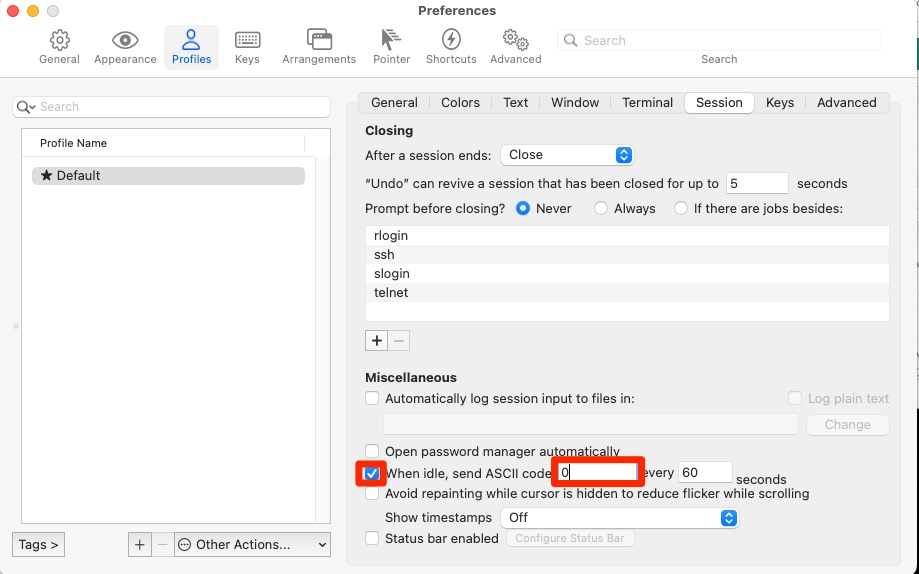 Preferences
General Appearance Profiles Keys Arrangements Pointer Shortcuts Advanced Search
Search
Search
Profile Name
★ Default
Tags >
+ − Other Actions...
General Colors Text Window Terminal Session Keys Advanced
Closing
After a session ends: Close
“Undo” can revive a session that has been closed for up to 5 seconds
Prompt before closing? Never Always If there are jobs besides:
rlogin
ssh
slogin
telnet
+ −
Miscellaneous
Automatically log session input to files in: Log plain text
Change
Open password manager automatically
When idle, send ASCII code 0 every 60 seconds
Avoid repainting while cursor is hidden to reduce flicker while scrolling
Show timestamps Off
Status bar enabled Configure Status Bar